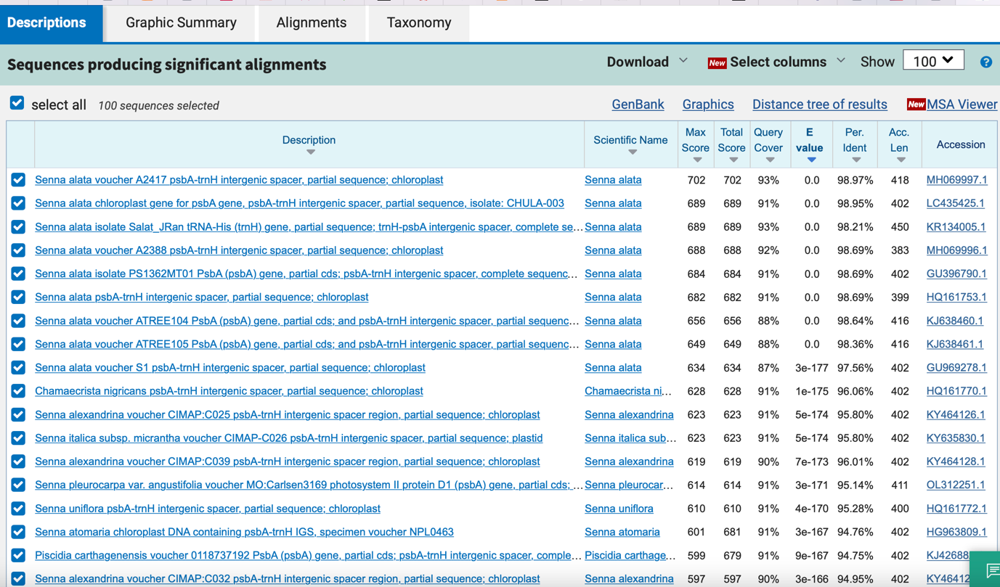 Descriptions Graphic Summary Alignments Taxonomy
Sequences producing significant alignments Download New Select columns Show 100 ?
select all 100 sequences selected GenBank Graphics Distance tree of results New MSA Viewer
Description Scientific Name Max Score Total Score Query Cover E value Per. Ident Acc. Len Accession
Senna alata voucher A2417 psbA-trnH intergenic spacer, partial sequence; chloroplast Senna alata 702 702 93% 0.0 98.97% 418 MH069997.1
Senna alata chloroplast gene for psbA gene, psbA-trnH intergenic spacer, partial sequence, isolate: CHULA-003 Senna alata 689 689 91% 0.0 98.95% 402 LC435425.1
Senna alata isolate Salat_JRan tRNA-His (trnH) gene, partial sequence; trnH-psbA intergenic spacer, complete se... Senna alata 689 689 93% 0.0 98.21% 450 KR134005.1
Senna alata voucher A2388 psbA-trnH intergenic spacer, partial sequence; chloroplast Senna alata 688 688 92% 0.0 98.69% 383 MH069996.1
Senna alata isolate PS1362MT01 PsbA (psbA) gene, partial cds; psbA-trnH intergenic spacer, complete sequenc... Senna alata 684 684 91% 0.0 98.69% 402 GU396790.1
Senna alata psbA-trnH intergenic spacer, partial sequence; chloroplast Senna alata 682 682 91% 0.0 98.69% 399 HQ161753.1
Senna alata voucher ATREE104 PsbA (psbA) gene, partial cds; and psbA-trnH intergenic spacer, partial sequenc... Senna alata 656 656 88% 0.0 98.64% 416 KJ638460.1
Senna alata voucher ATREE105 PsbA (psbA) gene, partial cds; and psbA-trnH intergenic spacer, partial sequenc... Senna alata 649 649 88% 0.0 98.36% 416 KJ638461.1
Senna alata voucher S1 psbA-trnH intergenic spacer, partial sequence; chloroplast Senna alata 634 634 87% 3e-177 97.56% 402 GU969278.1
Chamaecrista nigricans psbA-trnH intergenic spacer, partial sequence; chloroplast Chamaecrista ni... 628 628 91% 1e-175 96.06% 402 HQ161770.1
Senna alexandrina voucher CIMAP:C025 psbA-trnH intergenic spacer region, partial sequence; chloroplast Senna alexandrina 623 623 91% 5e-174 95.80% 402 KY464126.1
Senna italica subsp. micrantha voucher CIMAP-C026 psbA-trnH intergenic spacer, partial sequence; plastid Senna italica sub... 623 623 91% 5e-174 95.80% 402 KY635830.1
Senna alexandrina voucher CIMAP:C039 psbA-trnH intergenic spacer region, partial sequence; chloroplast Senna alexandrina 619 619 90% 7e-173 96.01% 402 KY464128.1
Senna pleurocarpa var. angustifolia voucher MO:Carlsen3169 photosystem II protein D1 (psbA) gene, partial cds;... Senna pleurocar... 614 614 91% 3e-171 95.14% 411 OL312251.1
Senna uniflora psbA-trnH intergenic spacer, partial sequence; chloroplast Senna uniflora 610 610 91% 4e-170 95.28% 400 HQ161772.1
Senna atomaria chloroplast DNA containing psbA-trnH IGS, specimen voucher NPL0463 Senna atomaria 601 681 91% 3e-167 94.76% 402 HG963809.1
Piscidia carthagenensis voucher 0118737192 PsbA (psbA) gene, partial cds; psbA-trnH intergenic spacer, comple... Piscidia carthage... 599 679 91% 9e-167 94.75% 402 KJ42688
Senna alexandrina voucher CIMAP:C032 psbA-trnH intergenic spacer region, partial sequence; chloroplast Senna alexandrina 597 597 90% 3e-166 94.95% 402 KY46412